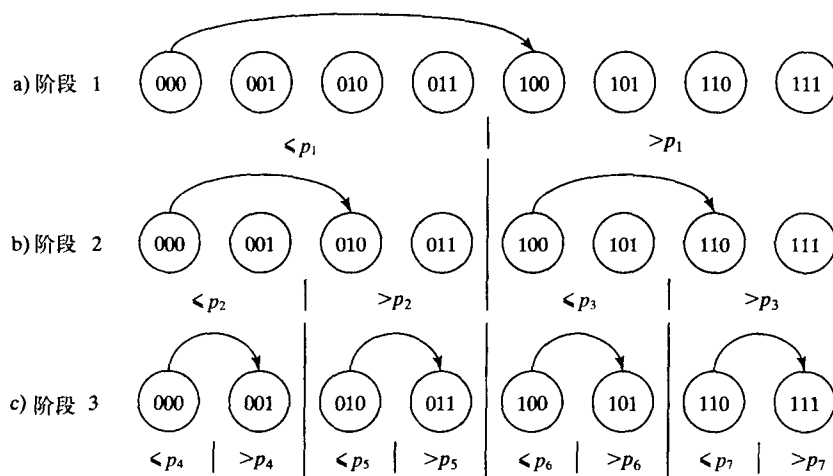 a) 阶段 1 000 001 010 011 100 101 110 111
⩽p₁ >p₁
b) 阶段 2 000 001 010 011 100 101 110 111
⩽p₂ >p₂ ⩽p₃ >p₃
c) 阶段 3 000 001 010 011 100 101 110 111
⩽p₄ >p₄ ⩽p₅ >p₅ ⩽p₆ >p₆ ⩽p₇ >p₇